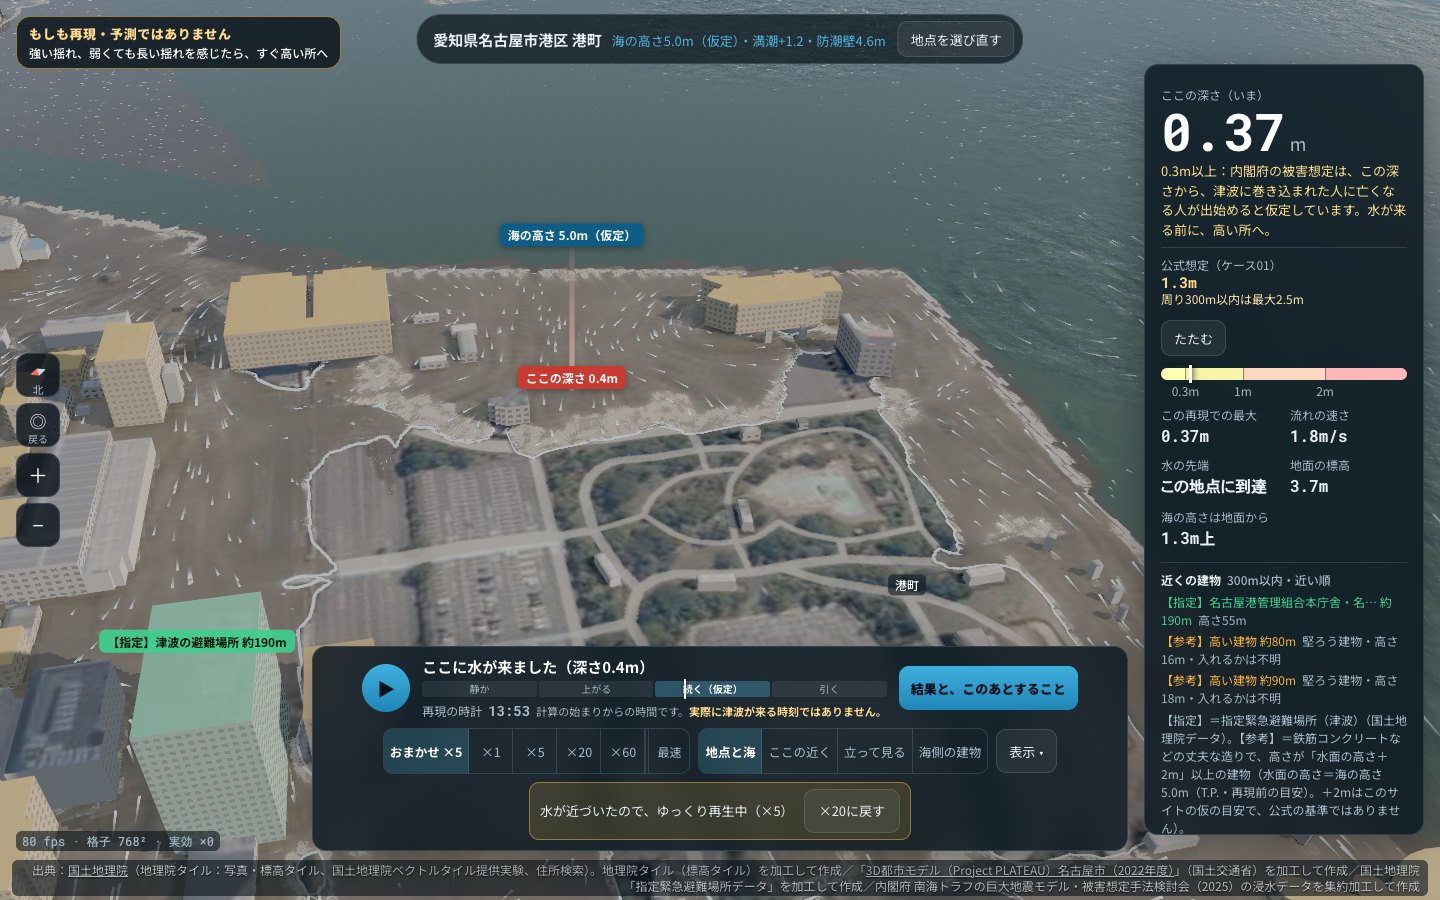 もしも再現・予測ではありません
強い揺れ、弱くても長い揺れを感じたら、すぐ高い所へ
愛知県名古屋市港区 港町 海の高さ5.0m（仮定）・満潮+1.2・防潮壁4.6m 地点を選び直す
海の高さ 5.0m（仮定）
ここの深さ 0.4m
北
戻る
+
−
港町
【指定】津波の避難場所 約190m
ここの深さ（いま）
0.37 m
0.3m以上：内閣府の被害想定は、この深
さから、津波に巻き込まれた人に亡くな
る人が出始めると仮定しています。水が来
る前に、高い所へ。
公式想定（ケース01）
1.3m
周り300m以内は最大2.5m
たたむ
0.3m 1m 2m
この再現での最大 流れの速さ
0.37m 1.8m/s
水の先端 地面の標高
この地点に到達 3.7m
海の高さは地面から
1.3m上
近くの建物 300m以内・近い順
【指定】名古屋港管理組合本庁舎・名… 約
190m 高さ55m
【参考】高い建物 約80m 堅ろう建物・高さ
16m・入れるかは不明
【参考】高い建物 約90m 堅ろう建物・高さ
18m・入れるかは不明
【指定】＝指定緊急避難場所（津波）（国土地
理院データ）。【参考】＝鉄筋コンクリートな
どの丈夫な造りで、高さが「水面の高さ＋
2m」以上の建物（水面の高さ＝海の高さ
5.0m（T.P.・再現前の目安）。＋2mはこのサ
イトの仮の目安で、公式の基準ではありませ
ん）。
ここに水が来ました（深さ0.4m）
静か 上がる 続く（仮定） 引く
再現の時計 13:53 計算の始まりからの時間です。実際に津波が来る時刻ではありません。
結果と、このあとすること
おまかせ ×5 ×1 ×5 ×20 ×60 最速 地点と海 ここの近く 立って見る 海側の建物 表示 ▾
水が近づいたので、ゆっくり再生中（×5） ×20に戻す
80 fps · 格子 768² · 実効 ×0
出典：国土地理院（地理院タイル：写真・標高タイル、国土地理院ベクトルタイル提供実験、住所検索）。地理院タイル（標高タイル）を加工して作成／「3D都市モデル（Project PLATEAU）名古屋市（2022年度）」（国土交通省）を加工して作成／国土地理院
「指定緊急避難場所データ」を加工して作成／内閣府 南海トラフの巨大地震モデル・被害想定手法検討会（2025）の浸水データを集約加工して作成